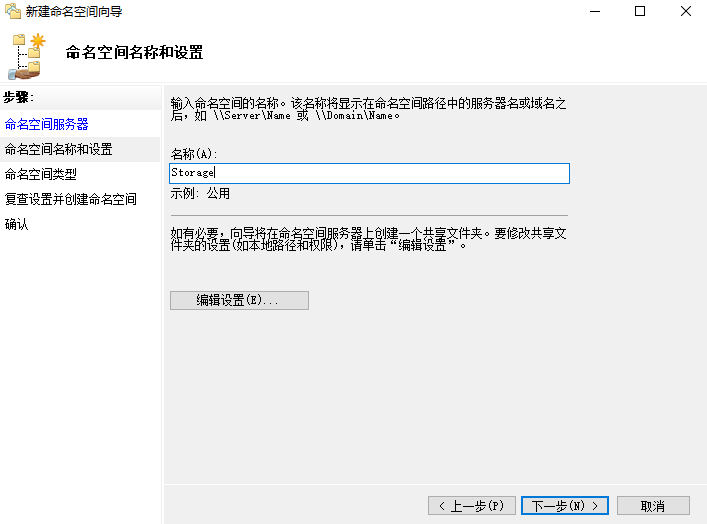 新建命名空间向导
命名空间名称和设置
步骤:
命名空间服务器
命名空间名称和设置
命名空间类型
复查设置并创建命名空间
确认
输入命名空间的名称。该名称将显示在命名空间路径中的服务器名或域名之
后，如 \\Server\Name 或 \\Domain\Name。
名称(A):
Storage
示例: 公用
如有必要，向导将在命名空间服务器上创建一个共享文件夹。要修改共享文
件夹的设置(如本地路径和权限)，请单击“编辑设置”。
编辑设置(E)...
< 上一步(P)
下一步(N) >
取消